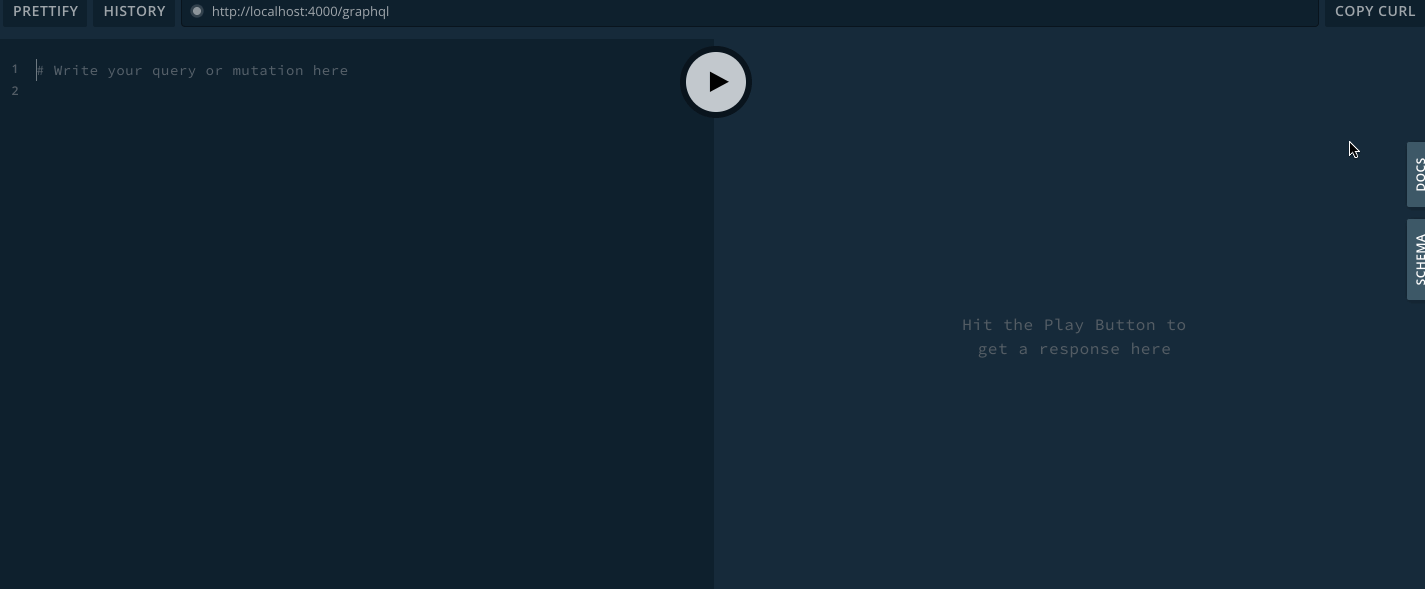 PRETTIFY HISTORY http://localhost:4000/graphql COPY CURL
1 # Write your query or mutation here
2
DOCS
SCHEMA
Hit the Play Button to
get a response here